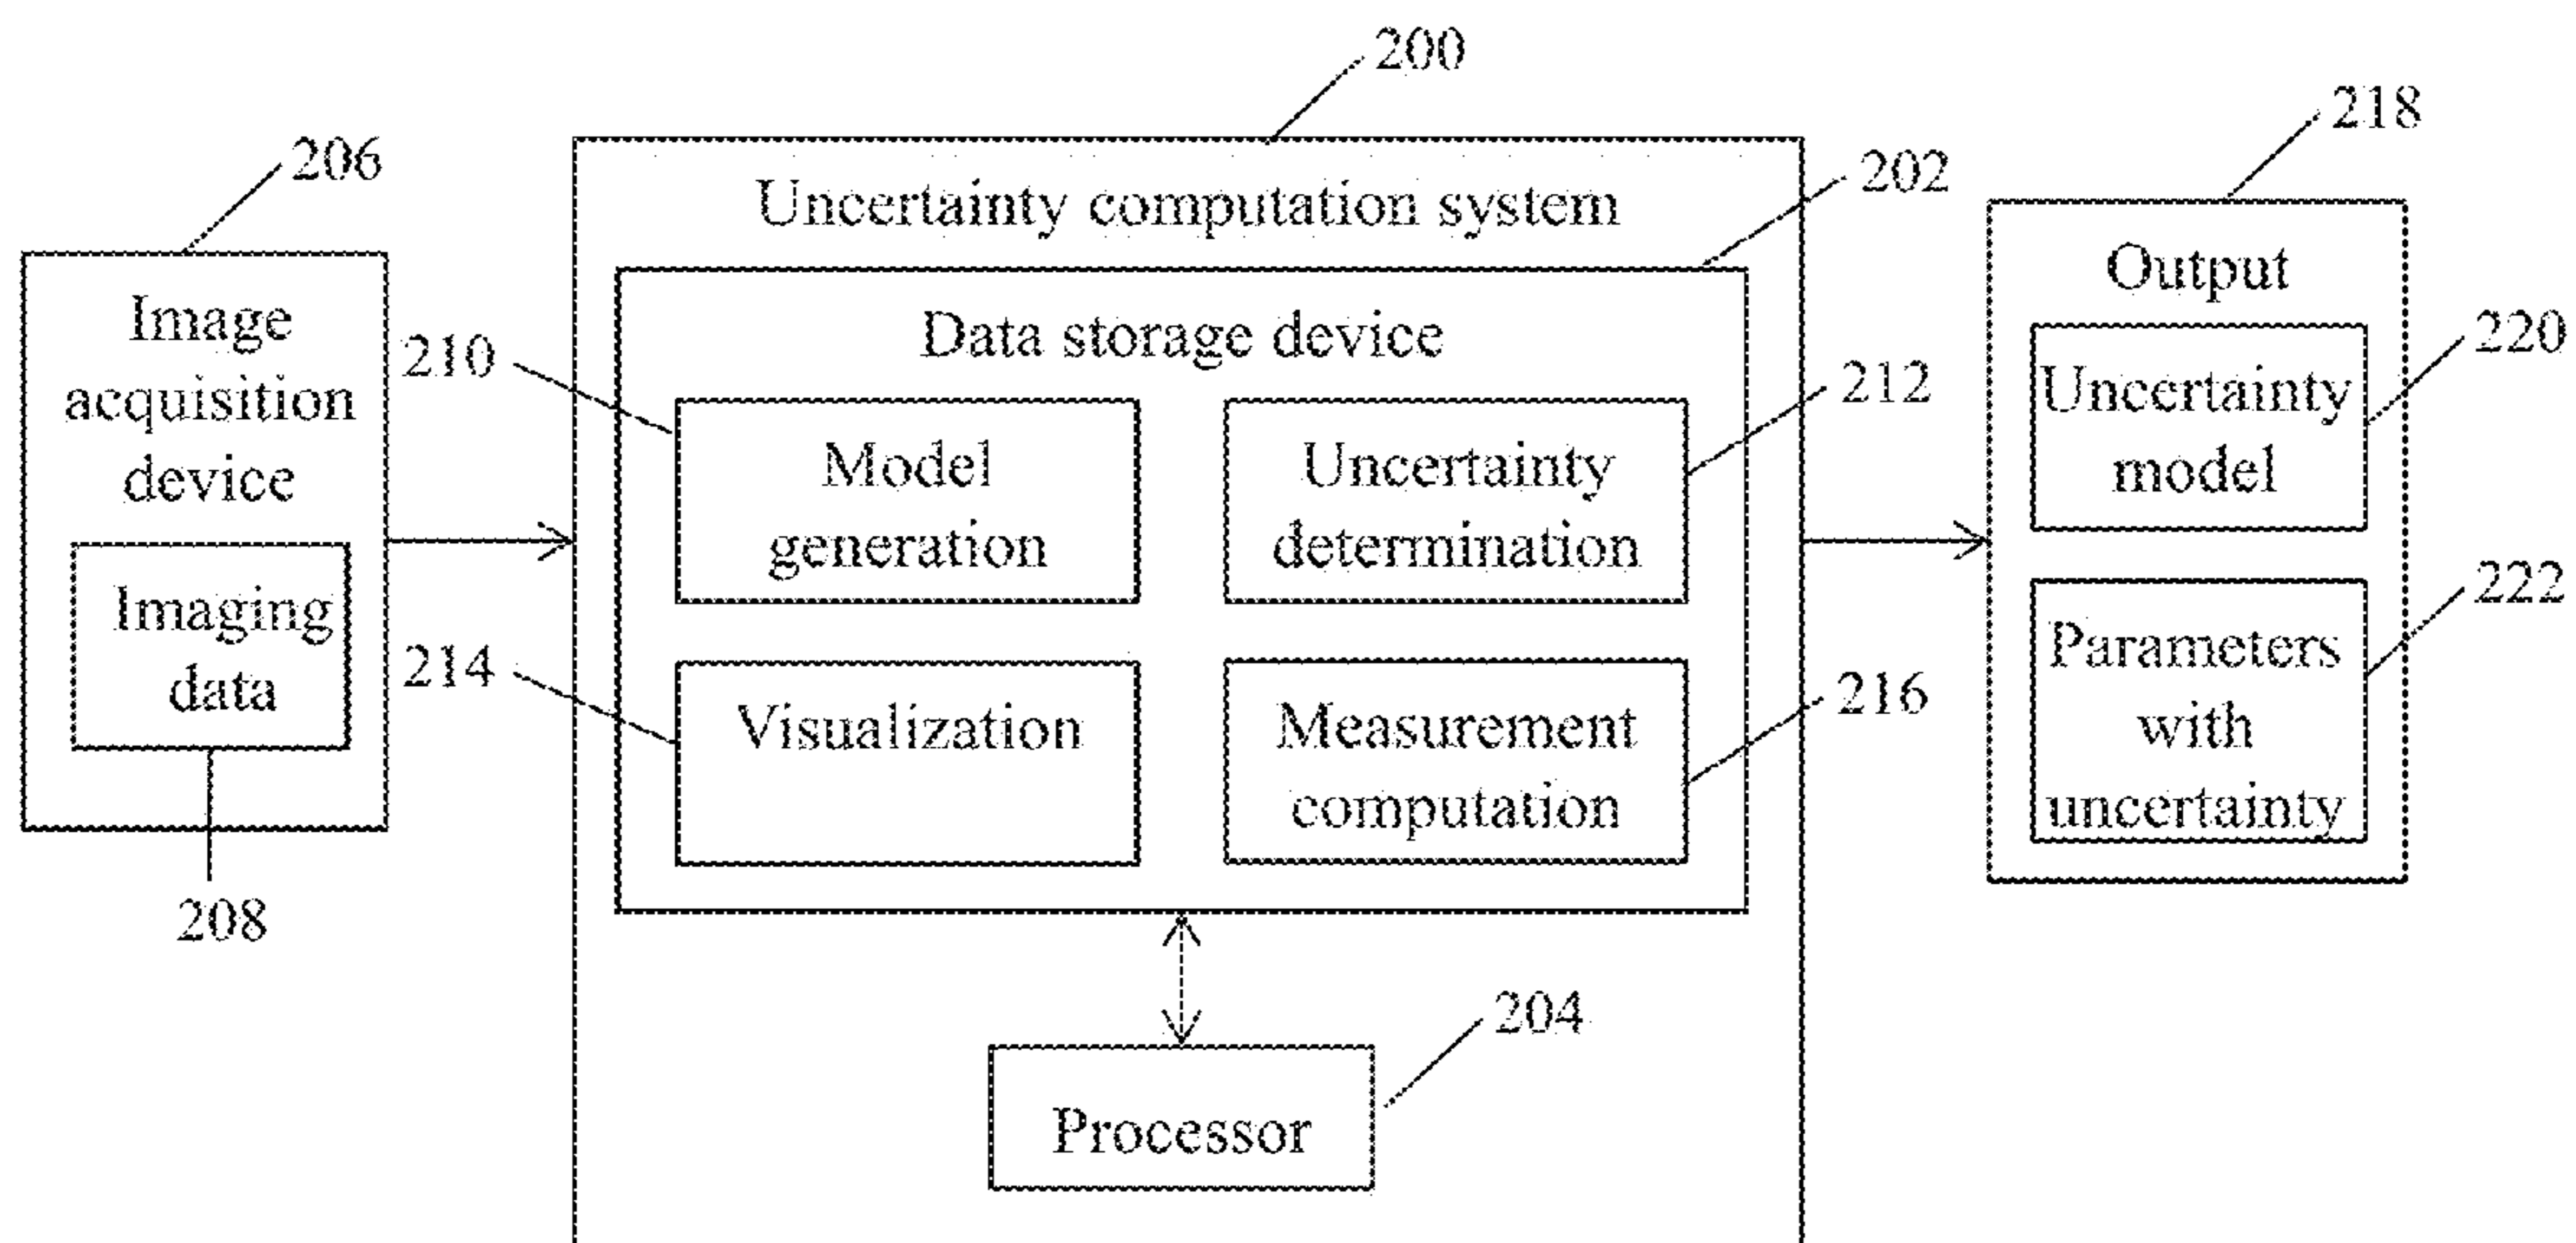 200
218
206
202
Uncertainty computation system
Output
Image
acquisition
device
Data storage device
220
210
212
Uncertainty
model
Model
generation
Uncertainty
determination
Imaging
data
222
214
216
Parameters
with
uncertainty
Visualization
Measurement
computation
208
204
Processor